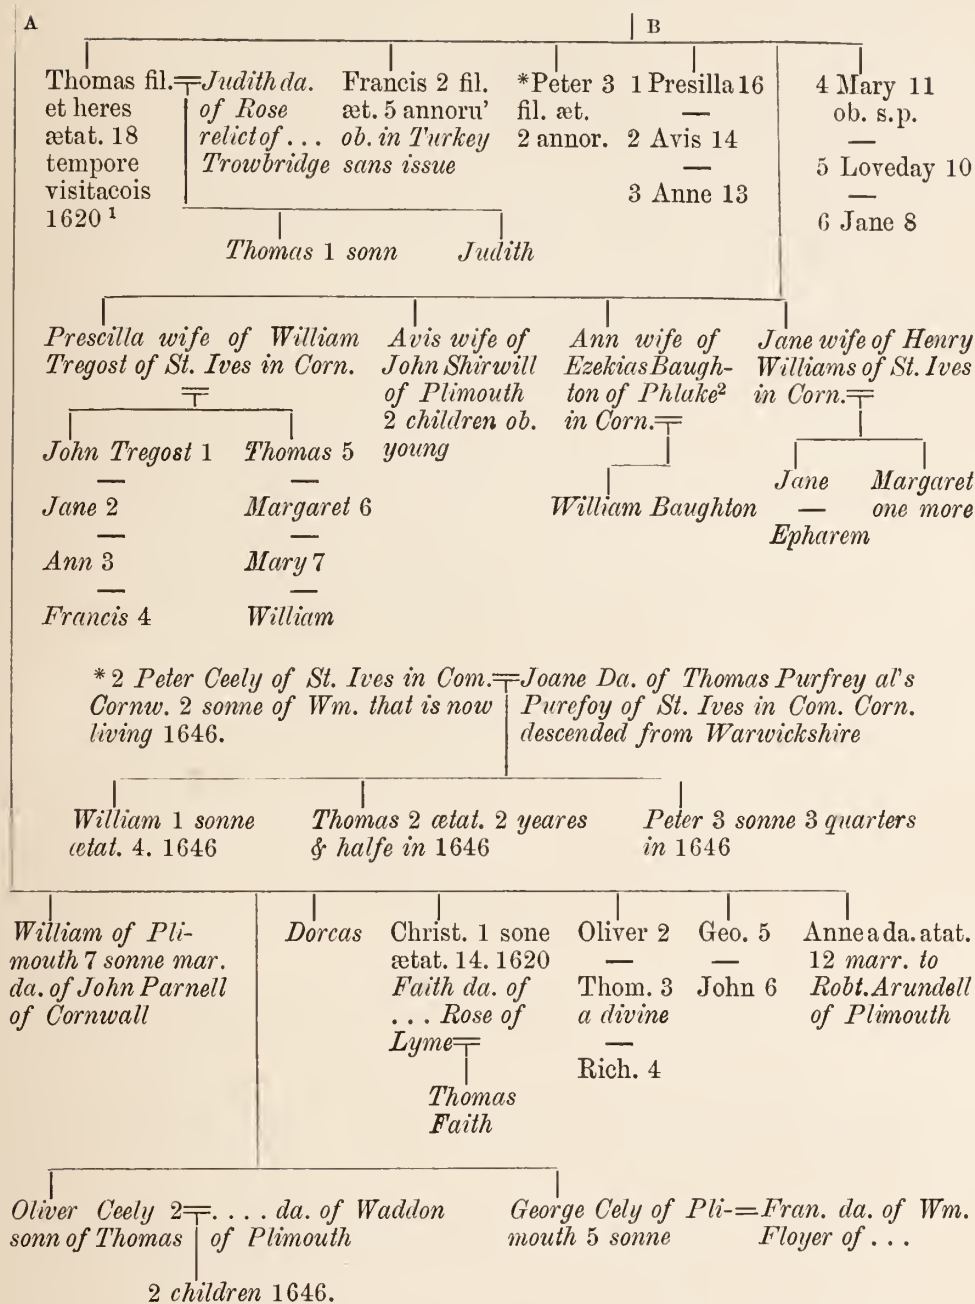 A
B
Thomas fil.
et heres
ætat. 18
tempore
visitacois
1620 ¹
Judith da.
of Rose
relict of ...
Trowbridge
Francis 2 fil.
æt. 5 annoru'
ob. in Turkey
sans issue
*Peter 3
fil. æt.
2 annor.
1 Presilla 16
—
2 Avis 14
—
3 Anne 13
4 Mary 11
ob. s.p.
—
5 Loveday 10
—
6 Jane 8
Thomas 1 sonn
Judith
Prescilla wife of William
Tregost of St. Ives in Corn.
Avis wife of
John Shirwill
of Plimouth
2 children ob.
young
Ann wife of
Ezekias Baugh-
ton of Phlake²
in Corn.
Jane wife of Henry
Williams of St. Ives
in Corn.
John Tregost 1
—
Jane 2
—
Ann 3
—
Francis 4
Thomas 5
—
Margaret 6
—
Mary 7
—
William
William Baughton
Jane
—
Epharem
Margaret
one more
* 2 Peter Ceely of St. Ives in Com.
Cornw. 2 sonne of Wm. that is now
living 1646.
Joane Da. of Thomas Purfrey al's
Purefoy of St. Ives in Com. Corn.
descended from Warwickshire
William 1 sonne
ætat. 4. 1646
Thomas 2 ætat. 2 yeares
& halfe in 1646
Peter 3 sonne 3 quarters
in 1646
William of Pli-
mouth 7 sonne mar.
da. of John Parnell
of Cornwall
Dorcas
Christ. 1 sone
ætat. 14. 1620
Faith da. of
... Rose of
Lyme
Thomas
Faith
Oliver 2
—
Thom. 3
a divine
—
Rich. 4
Geo. 5
—
John 6
Anne a da. atat.
12 marr. to
Robt. Arundell
of Plimouth
Oliver Ceely 2
sonn of Thomas
.... da. of Waddon
of Plimouth
George Cely of Pli-
mouth 5 sonne
=Fran. da. of Wm.
Floyer of ...
2 children 1646.